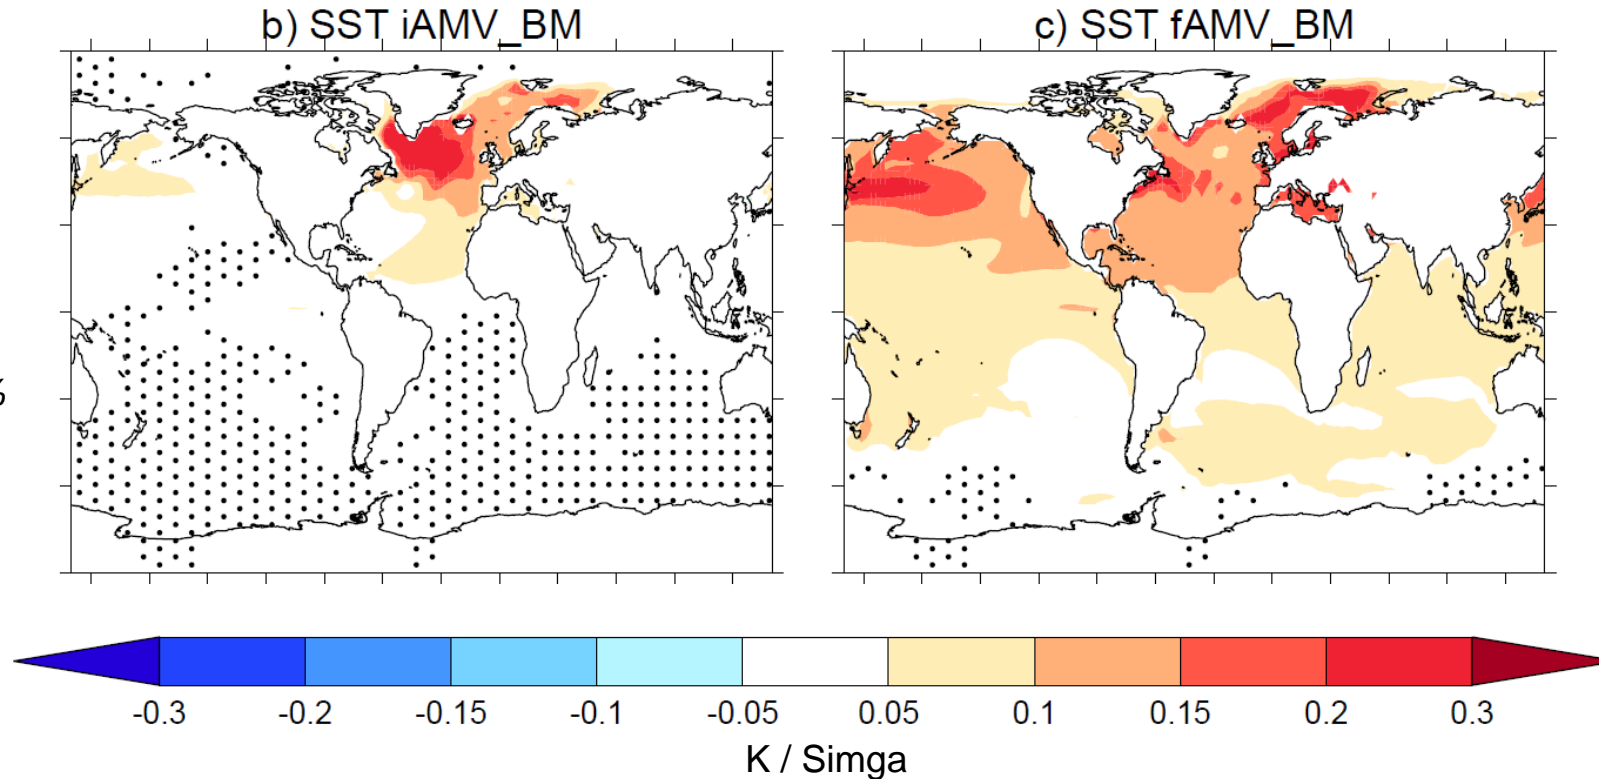 b) SST iAMV_BM
c) SST fAMV_BM
%
-0.3 -0.2 -0.15 -0.1 -0.05 0.05 0.1 0.15 0.2 0.3
K / Simga